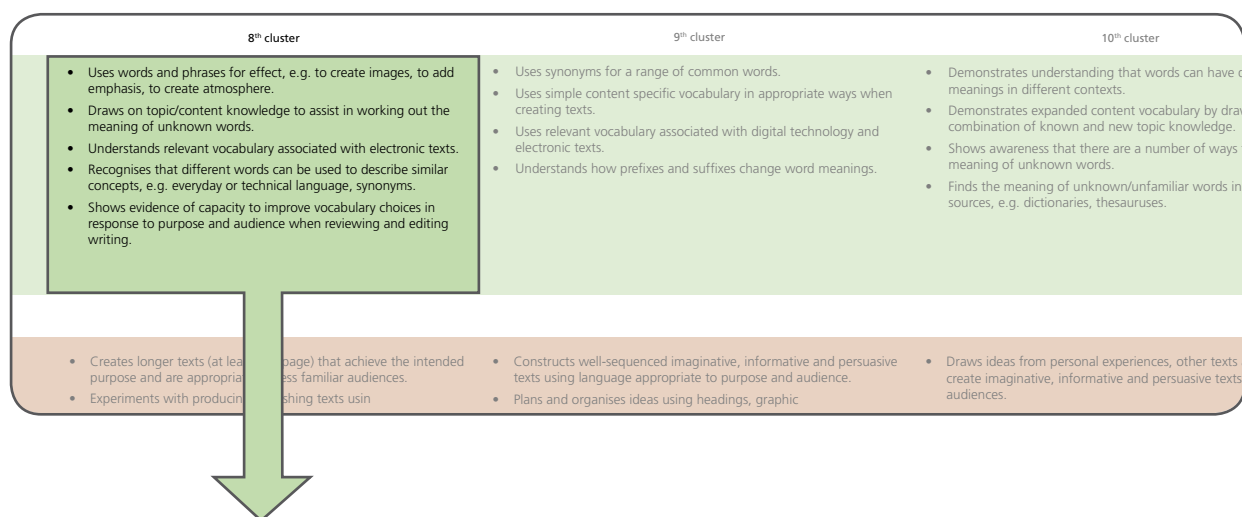 8th cluster
9th cluster
10th cluster
• Uses words and phrases for effect, e.g. to create images, to add
emphasis, to create atmosphere.
• Draws on topic/content knowledge to assist in working out the
meaning of unknown words.
• Understands relevant vocabulary associated with electronic texts.
• Recognises that different words can be used to describe similar
concepts, e.g. everyday or technical language, synonyms.
• Shows evidence of capacity to improve vocabulary choices in
response to purpose and audience when reviewing and editing
writing.
• Uses synonyms for a range of common words.
• Uses simple content specific vocabulary in appropriate ways when
creating texts.
• Uses relevant vocabulary associated with digital technology and
electronic texts.
• Understands how prefixes and suffixes change word meanings.
• Demonstrates understanding that words can have
meanings in different contexts.
• Demonstrates expanded content vocabulary by
combination of known and new topic knowledge.
• Shows awareness that there are a number of ways
meaning of unknown words.
• Finds the meaning of unknown/unfamiliar words in
sources, e.g. dictionaries, thesauruses.
• Creates longer texts (at page) that achieve the intended
purpose and are familiar audiences.
• Experiments with texts usin
• Constructs well-sequenced imaginative, informative and persuasive
texts using language appropriate to purpose and audience.
• Plans and organises ideas using headings, graphic
• Draws ideas from personal experiences, other texts
create imaginative, informative and persuasive texts
audiences.